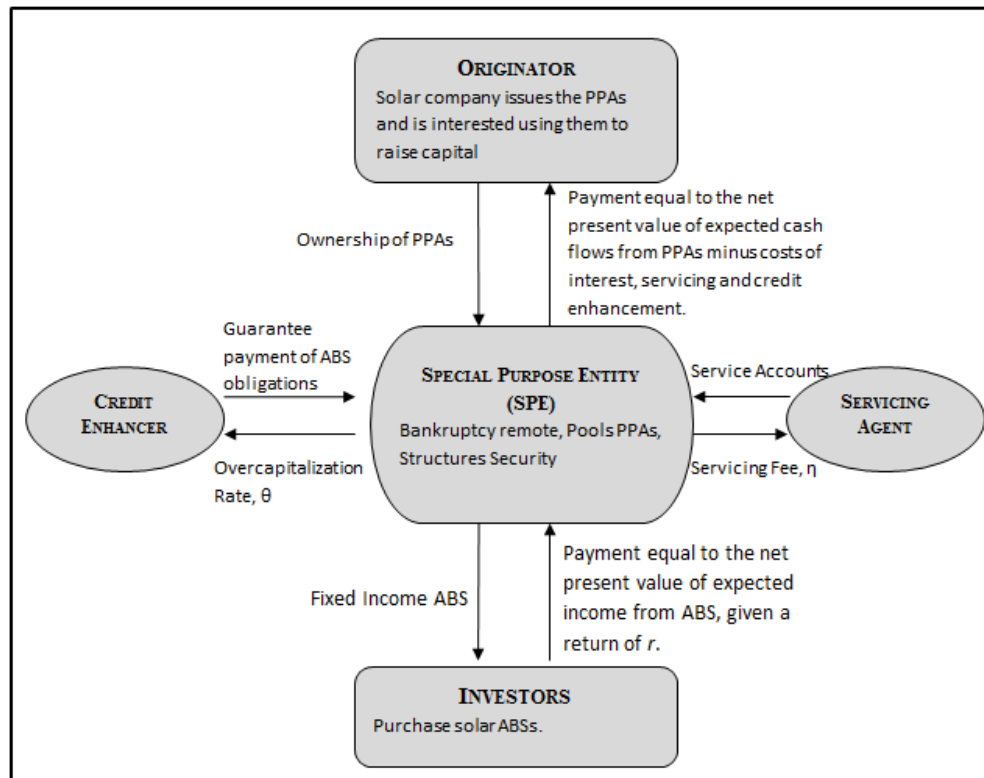 ORIGINATOR
Solar company issues the PPAs
and is interested using them to
raise capital
Ownership of PPAs
Payment equal to the net
present value of expected cash
flows from PPAs minus costs of
interest, servicing and credit
enhancement.
Guarantee
payment of ABS
obligations
CREDIT
ENHANCER
Overcapitalization
Rate, θ
SPECIAL PURPOSE ENTITY
(SPE)
Bankruptcy remote, Pools PPAs,
Structures Security
Service Accounts
SERVICING
AGENT
Servicing Fee, η
Fixed Income ABS
Payment equal to the net
present value of expected
income from ABS, given a
return of r.
INVESTORS
Purchase solar ABSs.